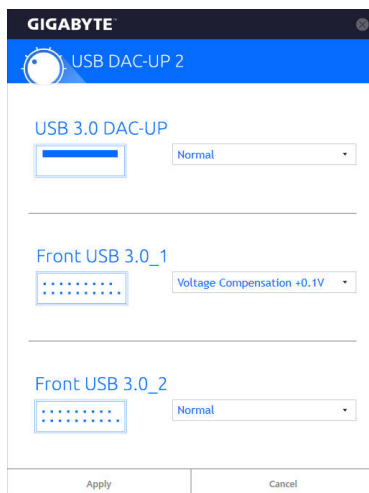 GIGABYTE™
USB DAC-UP 2
USB 3.0 DAC-UP
Normal
Front USB 3.0_1
Voltage Compensation +0.1V
Front USB 3.0_2
Normal
Apply
Cancel